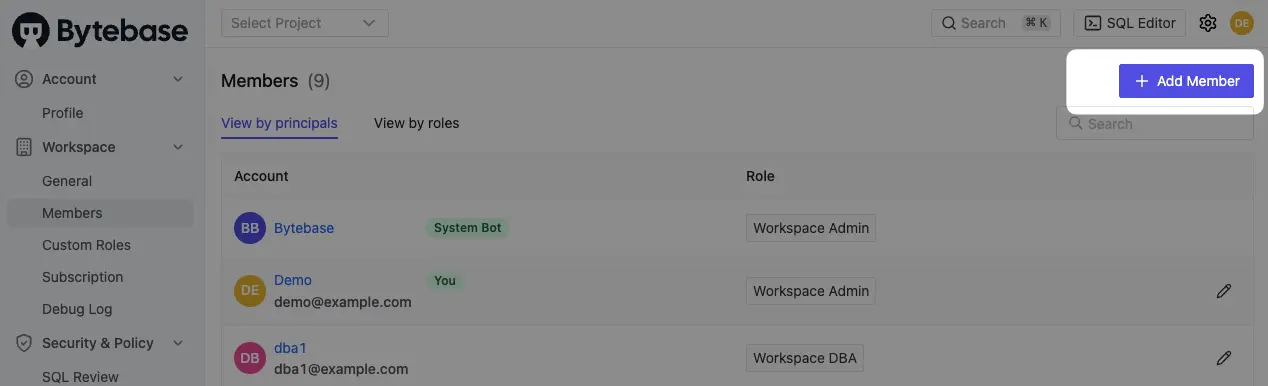 Bytebase
Select Project
Search ⌘ K
SQL Editor
DE
Account
Profile
Workspace
General
Members
Custom Roles
Subscription
Debug Log
Security & Policy
SQL Review
Members (9)
+ Add Member
View by principals
View by roles
Search
Account
Role
BB
Bytebase
System Bot
Workspace Admin
DE
Demo
You
demo@example.com
Workspace Admin
DB
dba1
dba1@example.com
Workspace DBA